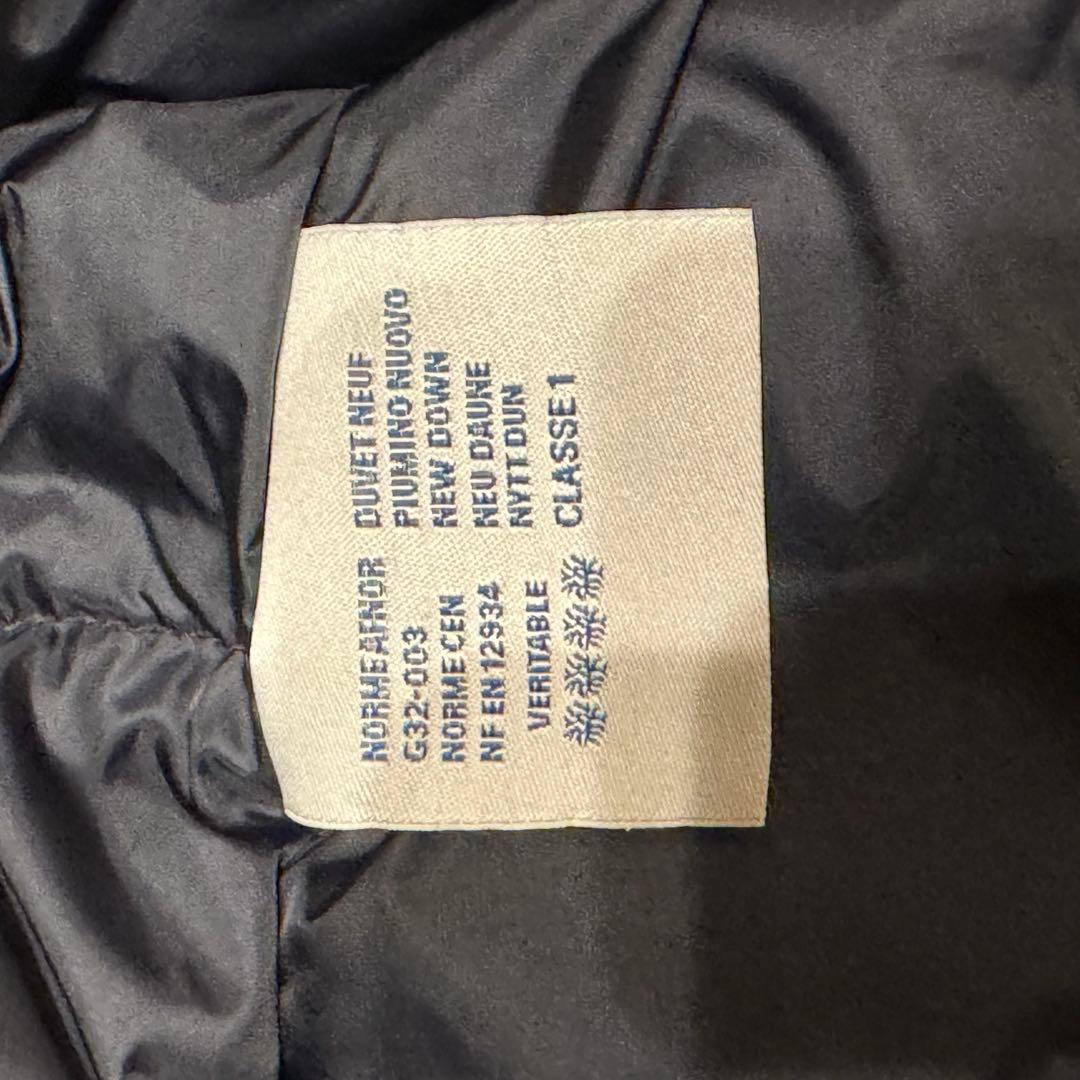 NORME AFNOR DUVET NEUF
G32-003 PIUMINO NUOVO
NORME CEN NEW DOWN
NF EN 12934 NEU DAUNE
NYTT DUN
VERITABLE
CLASSE 1